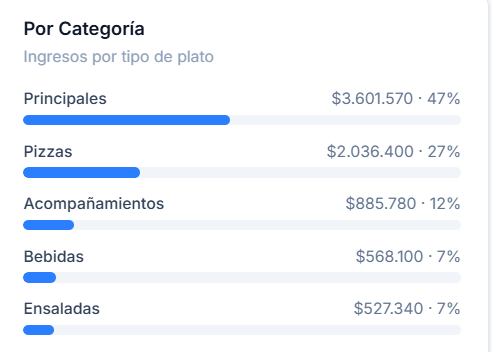 Por Categoría
Ingresos por tipo de plato
Principales $3.601.570 · 47%
Pizzas $2.036.400 · 27%
Acompañamientos $885.780 · 12%
Bebidas $568.100 · 7%
Ensaladas $527.340 · 7%